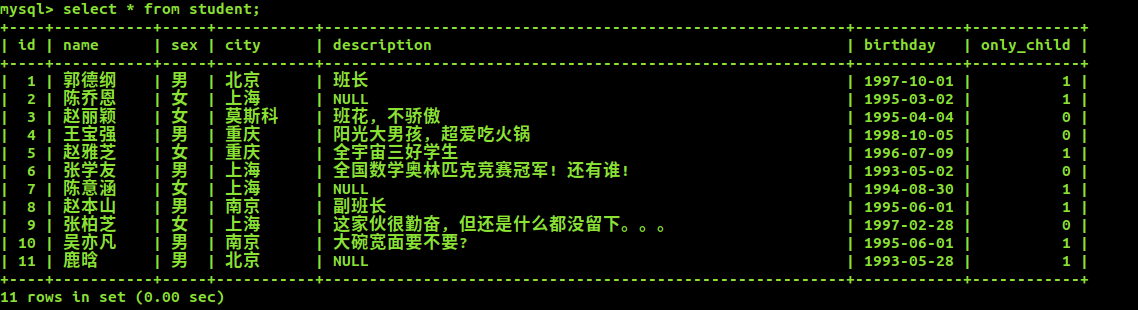 mysql> select * from student;
+----+-----------+-----+-----------+----------------------------------------------------------+------------+------------+
| id | name | sex | city | description | birthday | only_child |
+----+-----------+-----+-----------+----------------------------------------------------------+------------+------------+
| 1 | 郭德纲 | 男 | 北京 | 班长 | 1997-10-01 | 1 |
| 2 | 陈乔恩 | 女 | 上海 | NULL | 1995-03-02 | 1 |
| 3 | 赵丽颖 | 女 | 莫斯科 | 班花，不骄傲 | 1995-04-04 | 0 |
| 4 | 王宝强 | 男 | 重庆 | 阳光大男孩，超爱吃火锅 | 1998-10-05 | 0 |
| 5 | 赵雅芝 | 女 | 重庆 | 全宇宙三好学生 | 1996-07-09 | 1 |
| 6 | 张学友 | 男 | 上海 | 全国数学奥林匹克竞赛冠军！还有谁！ | 1993-05-02 | 0 |
| 7 | 陈意涵 | 女 | 上海 | NULL | 1994-08-30 | 1 |
| 8 | 赵本山 | 男 | 南京 | 副班长 | 1995-06-01 | 1 |
| 9 | 张柏芝 | 女 | 上海 | 这家伙很勤奋，但还是什么都没留下。。。 | 1997-02-28 | 0 |
| 10 | 吴亦凡 | 男 | 南京 | 大碗宽面要不要？ | 1995-06-01 | 1 |
| 11 | 鹿晗 | 男 | 北京 | NULL | 1993-05-28 | 1 |
+----+-----------+-----+-----------+----------------------------------------------------------+------------+------------+
11 rows in set (0.00 sec)